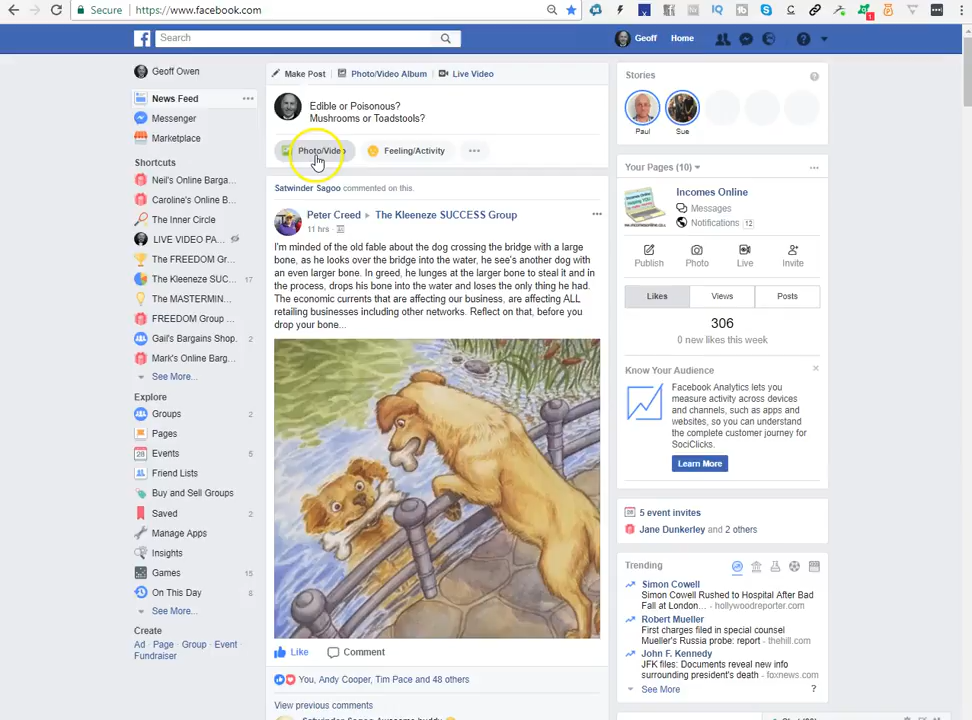 Secure
https://www.facebook.com
Search
Geoff
Home
Geoff Owen
News Feed
Messenger
Marketplace
Shortcuts
Neil's Online Barga...
Caroline's Online B...
The Inner Circle
LIVE VIDEO PA...
The FREEDOM Gr...
The Kleeneze SUC... 17
The MASTERMIN...
FREEDOM Group ...
Gail's Bargains Shop.
Mark's Online Barg...
See More...
Explore
Groups 2
Pages
Events 6
Friend Lists
Buy and Sell Groups
Saved
Manage Apps
Insights
Games 15
On This Day 8
See More...
Create
Ad · Page · Group · Event ·
Fundraiser
Make Post
Photo/Video Album
Live Video
Edible or Poisonous?
Mushrooms or Toadstools?
Photo/Video
Feeling/Activity
Satwinder Sagoo commented on this.
Peter Creed
The Kleeneze SUCCESS Group
11 hrs ·
I'm minded of the old fable about the dog crossing the bridge with a large
bone, as he looks over the bridge into the water, he see's another dog with
an even larger bone. In greed, he lunges at the larger bone to steal it and in
the process, drops his bone into the water and loses the only thing he had.
The economic currents that are affecting our business, are affecting ALL
retailing businesses including other networks. Reflect on that, before you
drop your bone...
Like
Comment
You, Andy Cooper, Tim Pace and 48 others
View previous comments
Satwinder Sagoo Awesome buddy
Stories
Paul
Sue
Your Pages (10)
Incomes Online
Messages
Notifications 12
Publish
Photo
Live
Invite
Likes
Views
Posts
306
0 new likes this week
Know Your Audience
Facebook Analytics lets you
measure activity across devices
and channels, such as apps and
websites, so you can understand
the complete customer journey for
SociClicks.
Learn More
5 event invites
Jane Dunkerley and 2 others
Trending
Simon Cowell
Simon Cowell Rushed to Hospital After Bad
Fall at London... - hollywoodreporter.com
Robert Mueller
First charges filed in special counsel
Mueller's Russia probe: report - thehill.com
John F. Kennedy
JFK files: Documents reveal new info
surrounding president's death - foxnews.com
See More